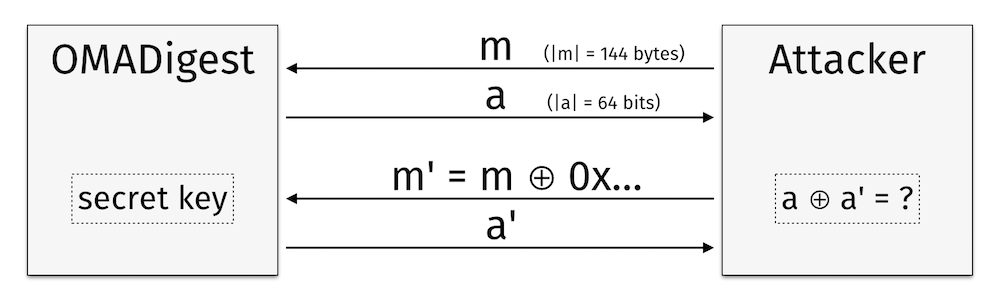 OMADigest
secret key
m (|m| = 144 bytes)
a (|a| = 64 bits)
m' = m ⊕ 0x...
a'
Attacker
a ⊕ a' = ?